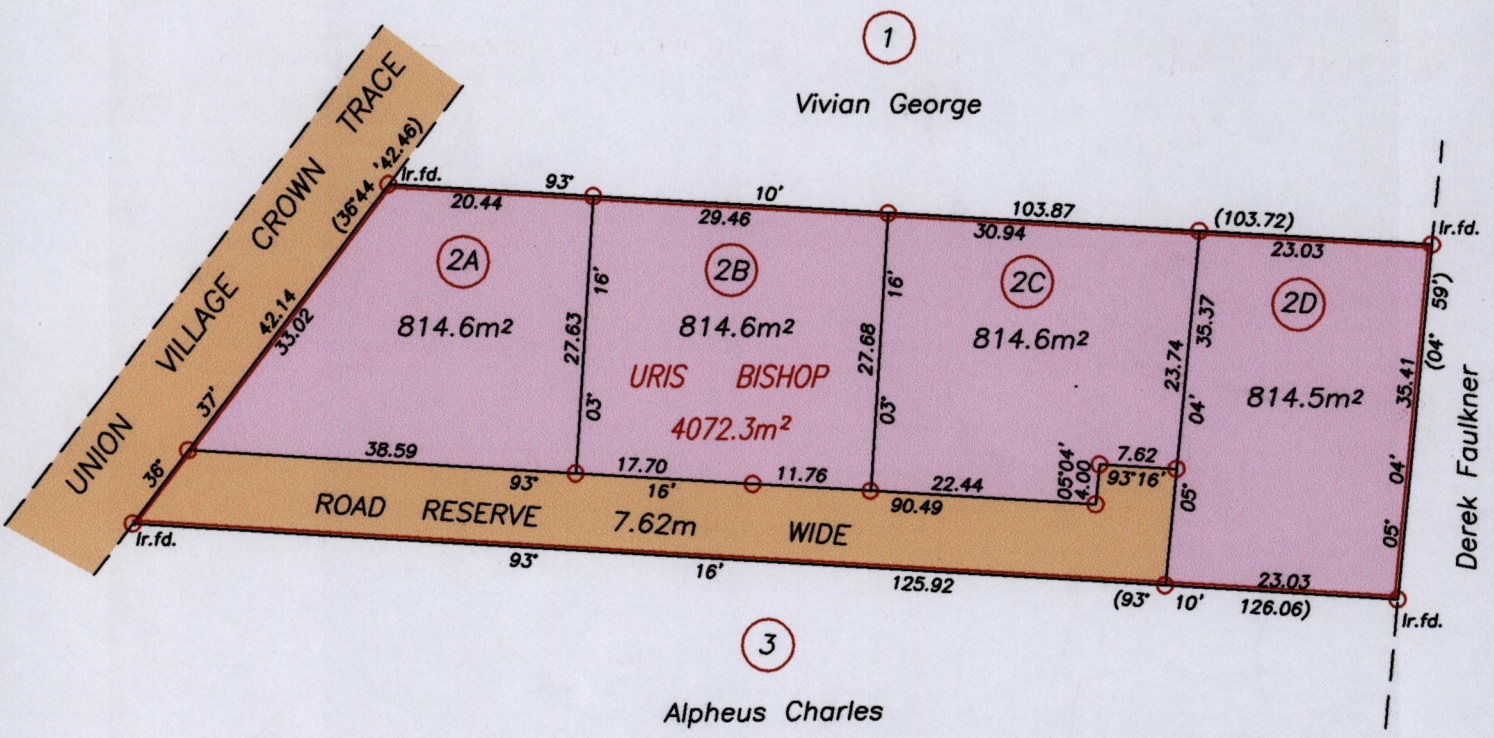 1
Vivian George
UNION VILLAGE CROWN TRACE
(36°44'42.46)
Ir.fd.
93° 10' 103.87 (103.72)
Ir.fd.
20.44
29.46
30.94
23.03
2A
814.6m²
2B
814.6m²
2C
814.6m²
2D
814.5m²
URIS BISHOP
4072.3m²
36° 37' 42.14
33.02
03° 27.63 16'
03° 27.68 16'
23.74
35.37
05° 04'
05° 04' 35.41
(04° 59')
Derek Faulkner
38.59
17.70
11.76
22.44
05°04'
4.00
7.62
93°16'
93° 16' 90.49
ROAD RESERVE 7.62m WIDE
Ir.fd.
93° 16' 125.92
23.03
(93° 10' 126.06)
Ir.fd.
3
Alpheus Charles